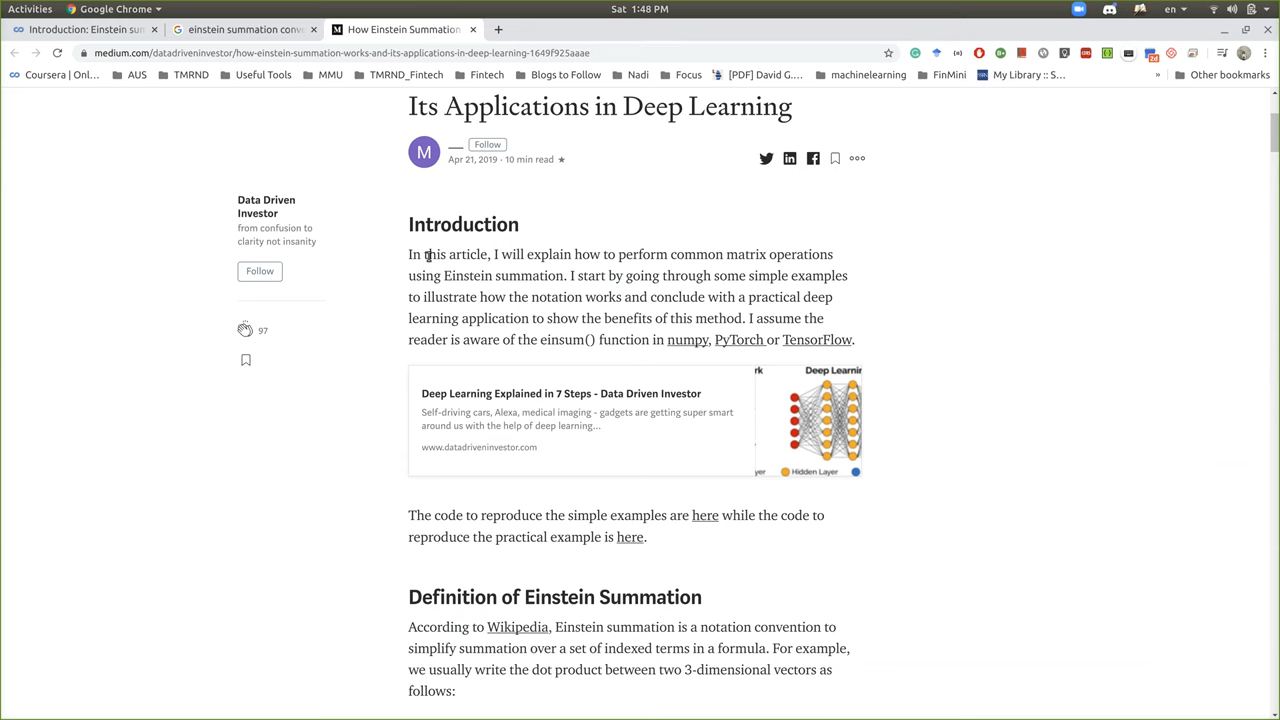 Activities Google Chrome Sat 1:48 PM en
Introduction: Einstein sum × einstein summation conv × How Einstein Summation × +
medium.com/datadriveninvestor/how-einstein-summation-works-and-its-applications-in-deep-learning-1649f925aaae
Coursera | Onl… AUS TMRND Useful Tools MMU TMRND_Fintech Fintech Blogs to Follow Nadi Focus [PDF] David G.… machinelearning FinMini My Library :: S… » Other bookmarks
Its Applications in Deep Learning
M Follow
Apr 21, 2019 · 10 min read ★
Data Driven
Investor
from confusion to
clarity not insanity
Follow
97
Introduction
In this article, I will explain how to perform common matrix operations
using Einstein summation. I start by going through some simple examples
to illustrate how the notation works and conclude with a practical deep
learning application to show the benefits of this method. I assume the
reader is aware of the einsum() function in numpy, PyTorch or TensorFlow.
Deep Learning Explained in 7 Steps - Data Driven Investor
Self-driving cars, Alexa, medical imaging - gadgets are getting super smart
around us with the help of deep learning…
www.datadriveninvestor.com
rk Deep Learnin
yer Hidden Layer
The code to reproduce the simple examples are here while the code to
reproduce the practical example is here.
Definition of Einstein Summation
According to Wikipedia, Einstein summation is a notation convention to
simplify summation over a set of indexed terms in a formula. For example,
we usually write the dot product between two 3-dimensional vectors as
follows: